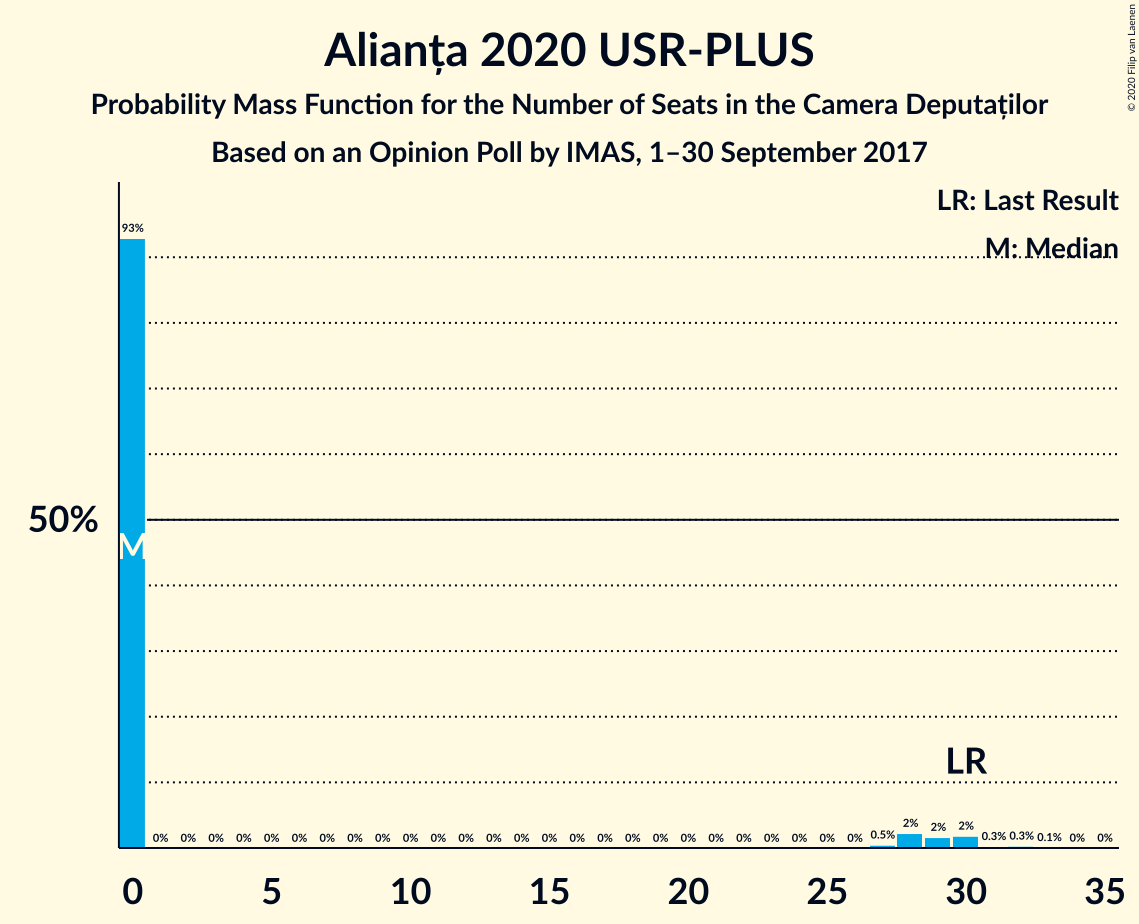 Alianța 2020 USR-PLUS
Probability Mass Function for the Number of Seats in the Camera Deputaților
Based on an Opinion Poll by IMAS, 1–30 September 2017
© 2020 Filip van Laenen
LR: Last Result
M: Median
93%
50%
M
LR
0% 0% 0% 0% 0% 0% 0% 0% 0% 0% 0% 0% 0% 0% 0% 0% 0% 0% 0% 0% 0% 0% 0% 0% 0% 0% 0.5% 2% 2% 2% 0.3% 0.3% 0.1% 0% 0%
0 5 10 15 20 25 30 35